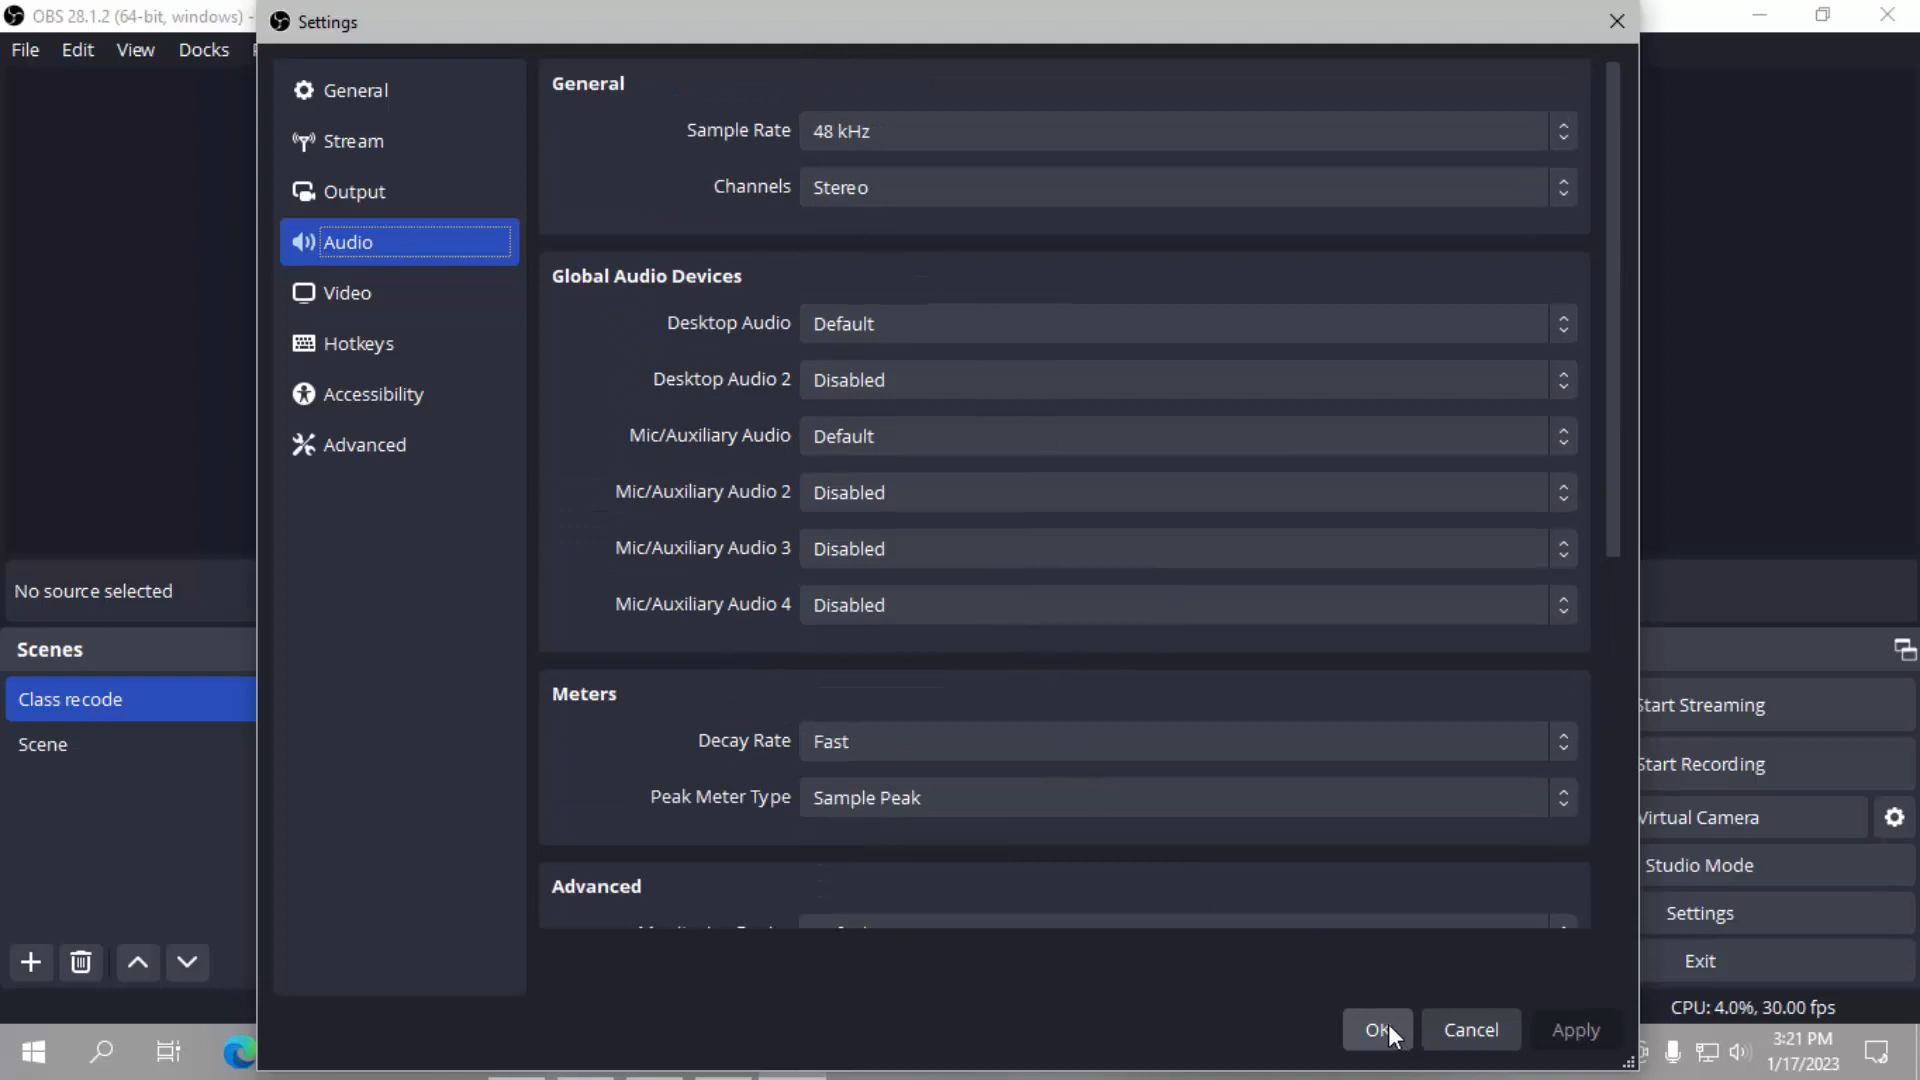 OBS 28.1.2 (64-bit, windows) -
Settings
File Edit View Docks
General
Stream
Output
Audio
Video
Hotkeys
Accessibility
Advanced
General
Sample Rate 48 kHz
Channels Stereo
Global Audio Devices
Desktop Audio Default
Desktop Audio 2 Disabled
Mic/Auxiliary Audio Default
Mic/Auxiliary Audio 2 Disabled
Mic/Auxiliary Audio 3 Disabled
Mic/Auxiliary Audio 4 Disabled
Meters
Decay Rate Fast
Peak Meter Type Sample Peak
Advanced
OK Cancel Apply
No source selected
Scenes
Class recode
Scene
Start Streaming
Start Recording
Virtual Camera
Studio Mode
Settings
Exit
CPU: 4.0%, 30.00 fps
3:21 PM
1/17/2023